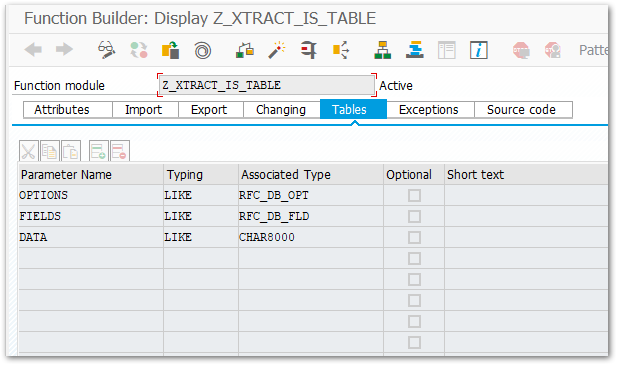 Function Builder: Display Z_XTRACT_IS_TABLE
Patte
Function module Z_XTRACT_IS_TABLE Active
Attributes Import Export Changing Tables Exceptions Source code
Parameter Name Typing Associated Type Optional Short text
OPTIONS LIKE RFC_DB_OPT
FIELDS LIKE RFC_DB_FLD
DATA LIKE CHAR8000